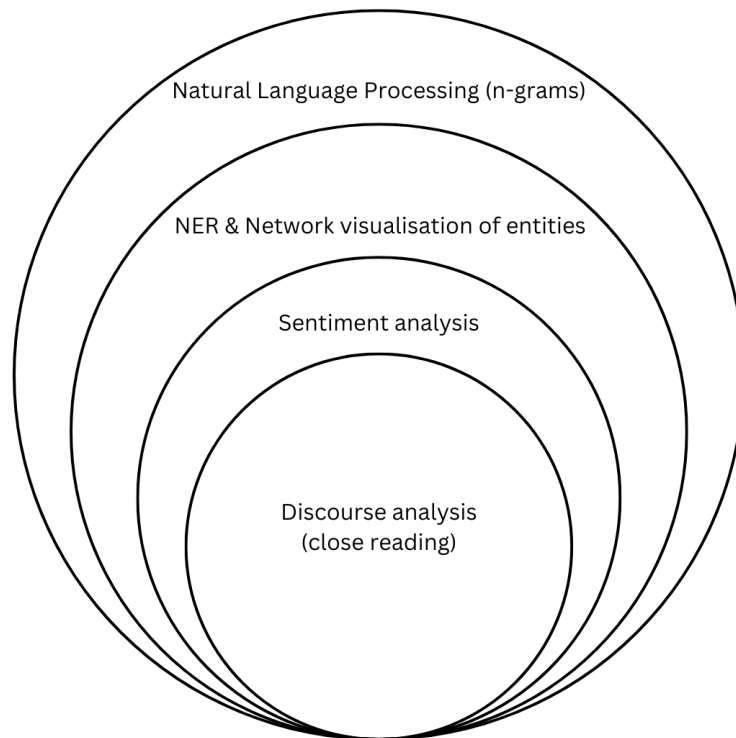 Natural Language Processing (n-grams)
NER & Network visualisation of entities
Sentiment analysis
Discourse analysis
(close reading)